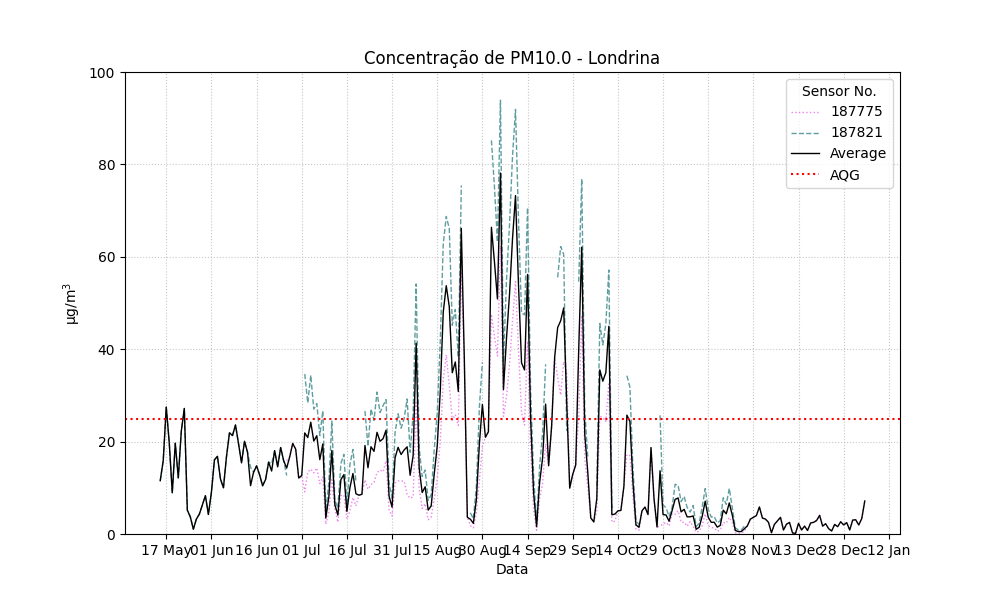 Concentração de PM10.0 - Londrina
Sensor No.
187775
187821
Average
AQG
100
80
60
40
20
0
µg/m³
17 May 01 Jun 16 Jun 01 Jul 16 Jul 31 Jul 15 Aug 30 Aug 14 Sep 29 Sep 14 Oct 29 Oct 13 Nov 28 Nov 13 Dec 28 Dec 12 Jan
Data